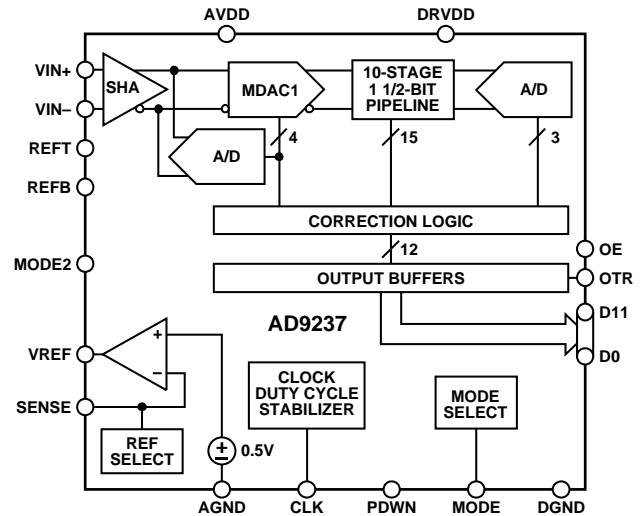 AVDD
DRVDD
VIN+
SHA
MDAC1
10-STAGE
1 1/2-BIT
PIPELINE
A/D
VIN–
REFT
4
15
3
A/D
REFB
CORRECTION LOGIC
12
OE
MODE2
OUTPUT BUFFERS
OTR
D11
AD9237
+
VREF
D0
–
CLOCK
DUTY CYCLE
STABILIZER
MODE
SELECT
SENSE
REF
SELECT
+
–
0.5V
AGND
CLK
PDWN
MODE
DGND